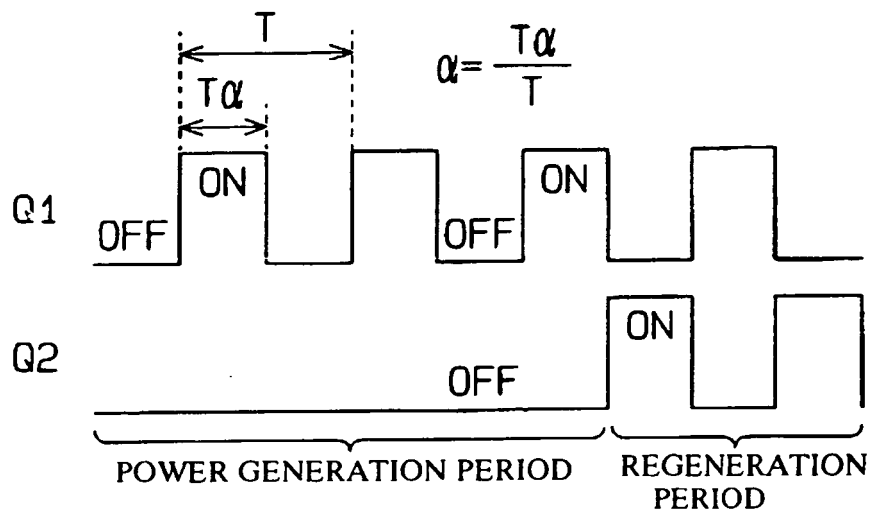 T
α= Tα
T
Tα
ON
ON
Q1
OFF
OFF
ON
Q2
OFF
POWER GENERATION PERIOD
REGENERATION
PERIOD